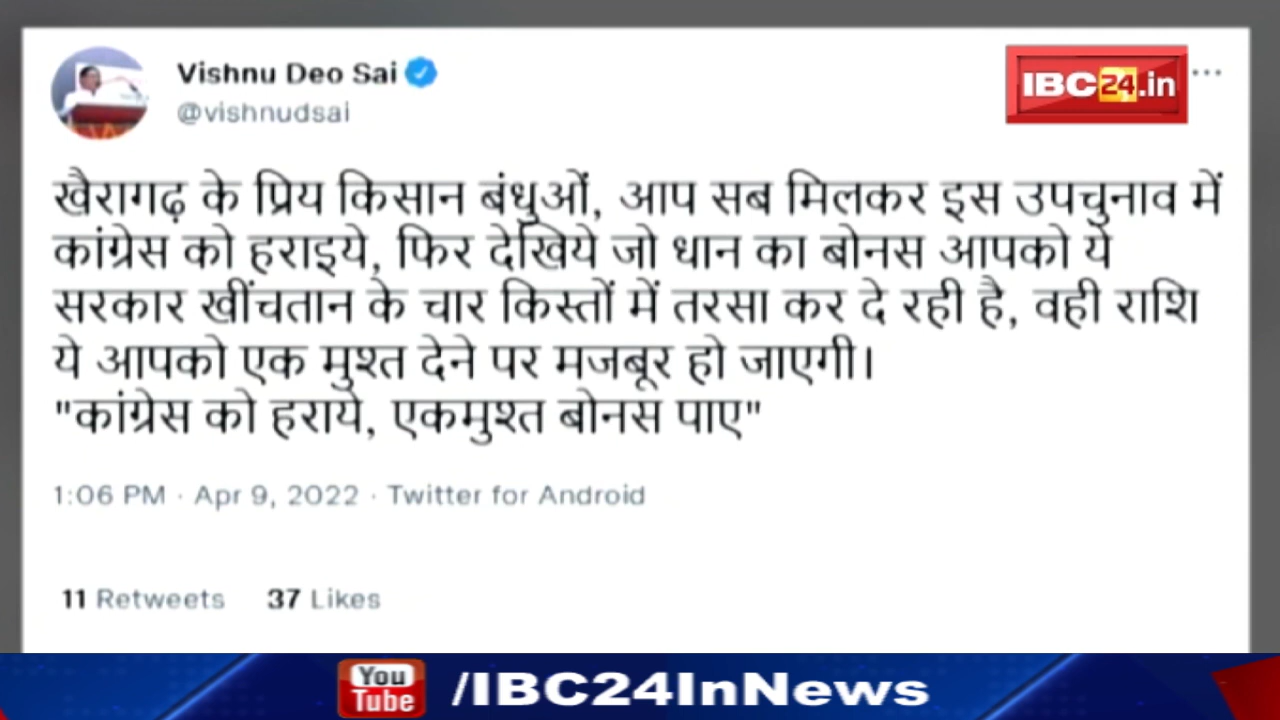 Vishnu Deo Sai
@vishnudsai
IBC24.in
खैरागढ़ के प्रिय किसान बंधुओं, आप सब मिलकर इस उपचुनाव में
कांग्रेस को हराइये, फिर देखिये जो धान का बोनस आपको ये
सरकार खींचतान के चार किस्तों में तरसा कर दे रही है, वही राशि
ये आपको एक मुश्त देने पर मजबूर हो जाएगी।
"कांग्रेस को हराये, एकमुश्त बोनस पाए"
1:06 PM · Apr 9, 2022 · Twitter for Android
11 Retweets 37 Likes
You Tube /IBC24InNews